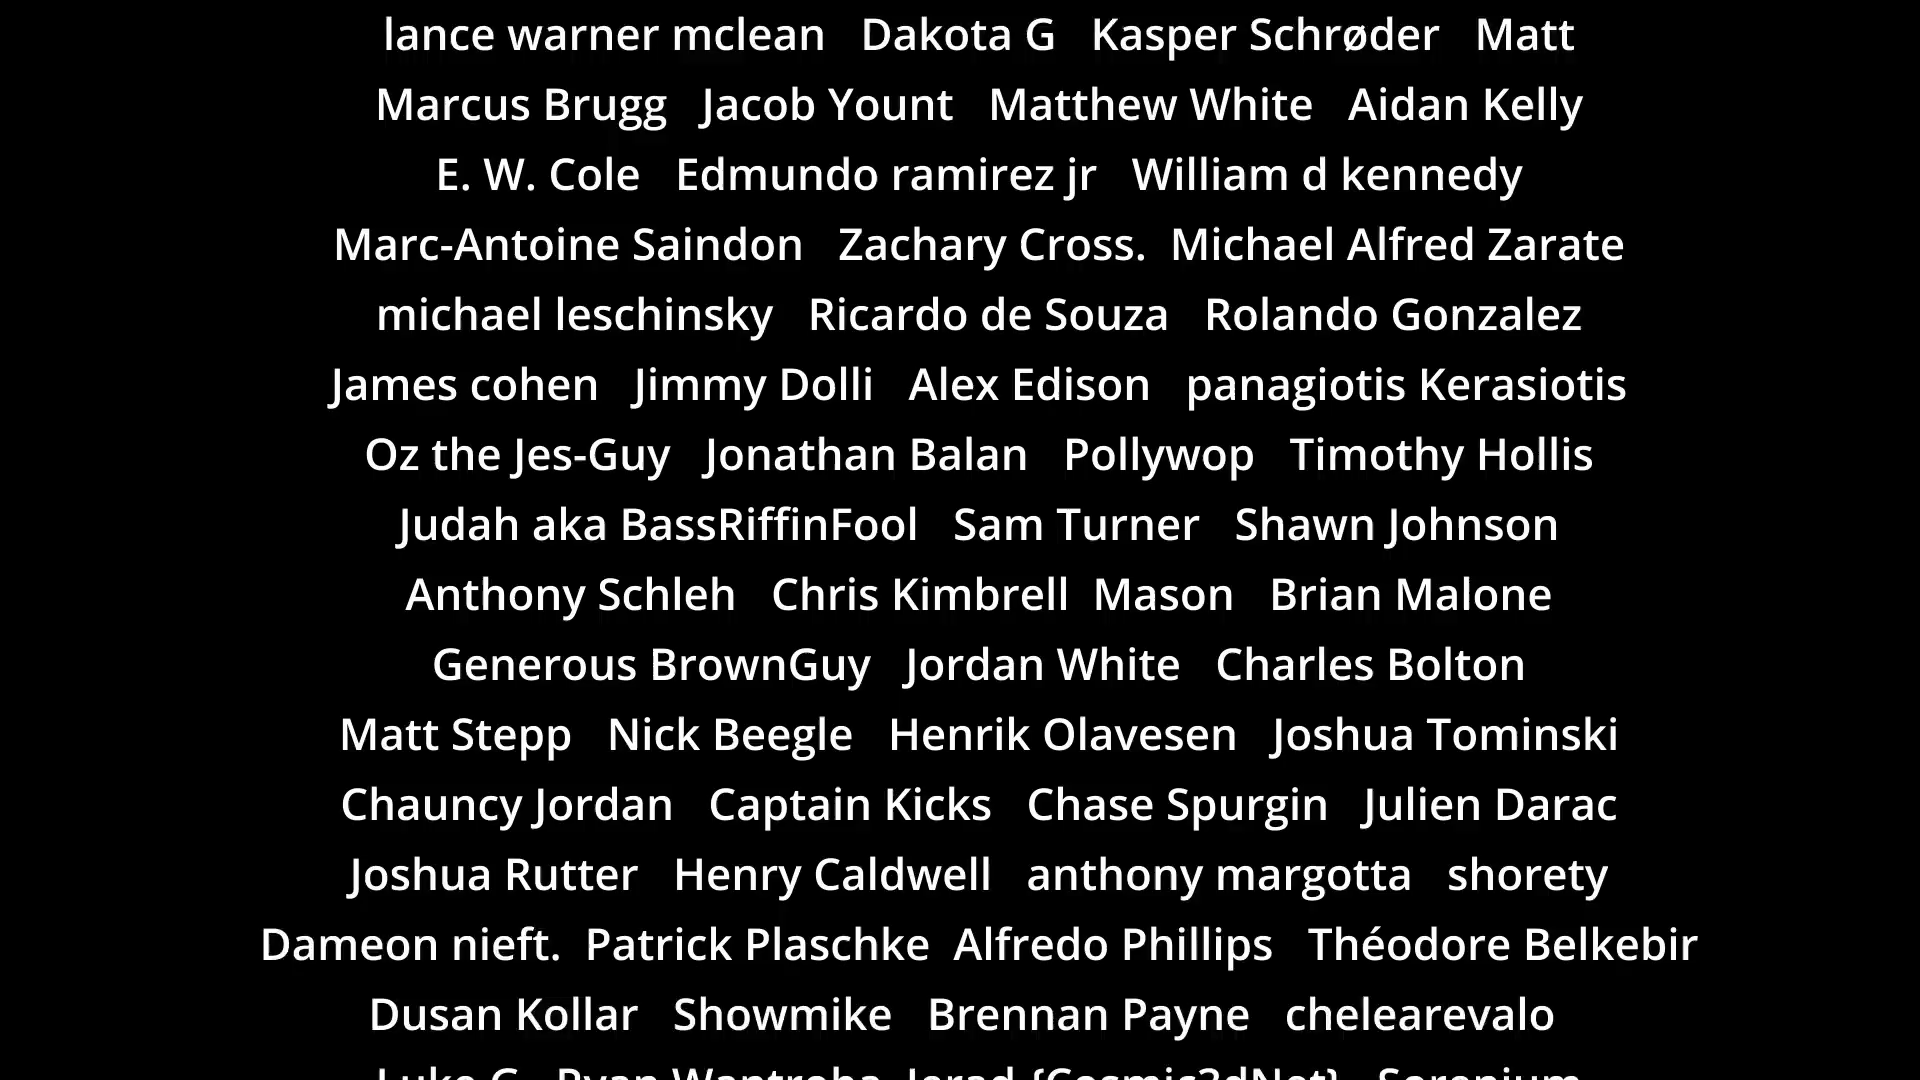 lance warner mclean   Dakota G   Kasper Schrøder   Matt
Marcus Brugg   Jacob Yount   Matthew White   Aidan Kelly
E. W. Cole   Edmundo ramirez jr   William d kennedy
Marc-Antoine Saindon   Zachary Cross.  Michael Alfred Zarate
michael leschinsky   Ricardo de Souza   Rolando Gonzalez
James cohen   Jimmy Dolli   Alex Edison   panagiotis Kerasiotis
Oz the Jes-Guy   Jonathan Balan   Pollywop   Timothy Hollis
Judah aka BassRiffinFool   Sam Turner   Shawn Johnson
Anthony Schleh   Chris Kimbrell  Mason   Brian Malone
Generous BrownGuy   Jordan White   Charles Bolton
Matt Stepp   Nick Beegle   Henrik Olavesen   Joshua Tominski
Chauncy Jordan   Captain Kicks   Chase Spurgin   Julien Darac
Joshua Rutter   Henry Caldwell   anthony margotta   shorety
Dameon nieft.  Patrick Plaschke  Alfredo Phillips   Théodore Belkebir
Dusan Kollar   Showmike   Brennan Payne   chelearevalo
Luke   Ryan